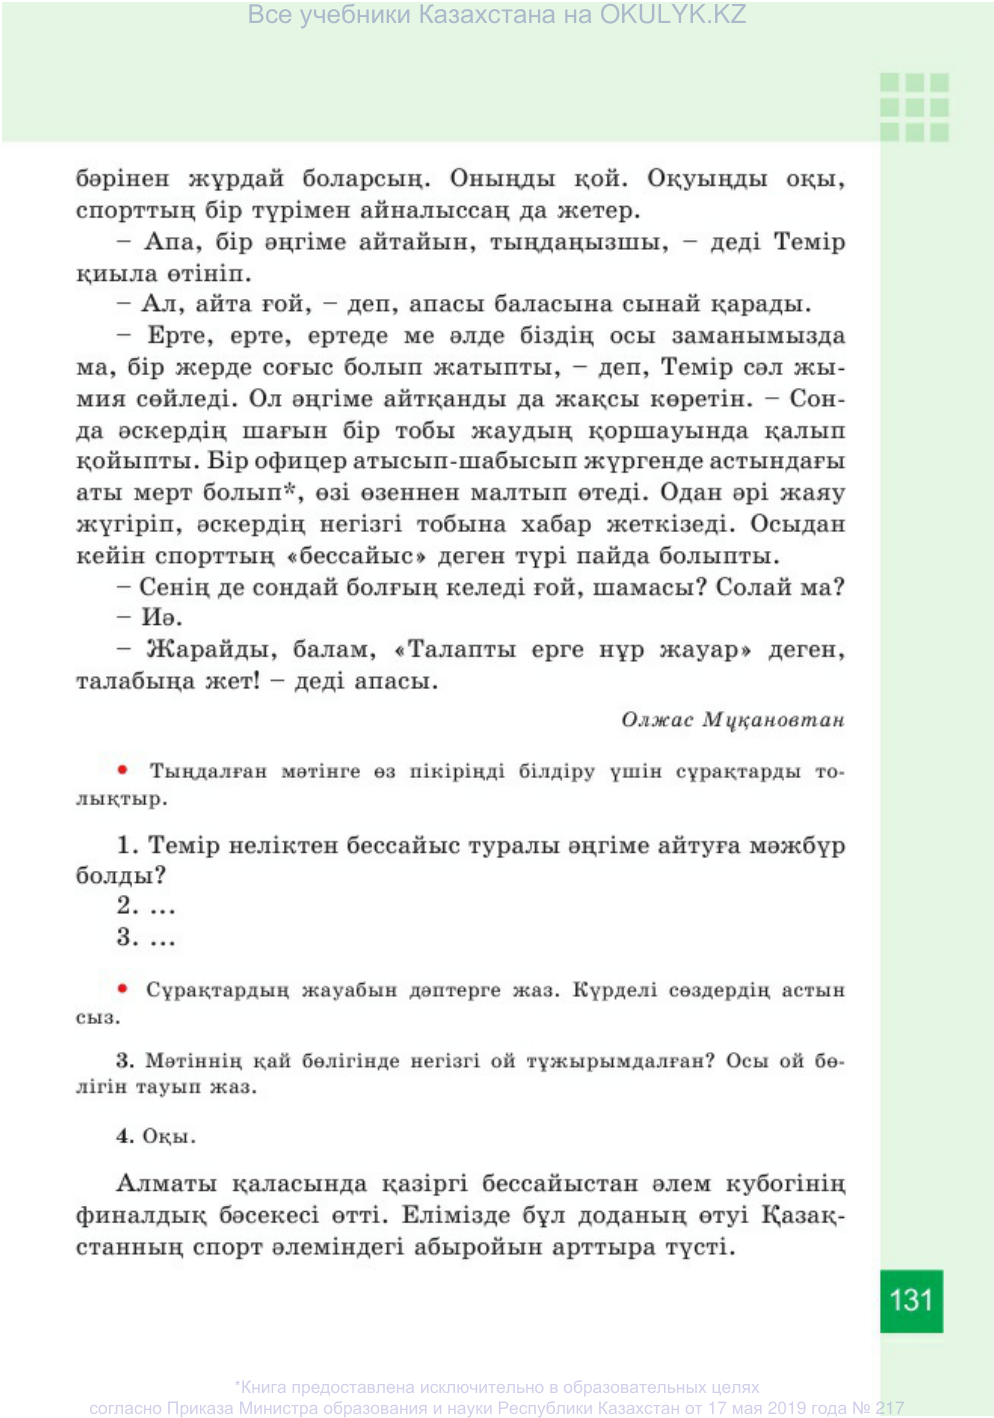 Все учебники Казахстана на OKULYK.KZ
бәрінен жұрдай боларсың. Оныңды қой. Оқуыңды оқы,
спорттың бір түрімен айналыссаң да жетер.
– Апа, бір әңгіме айтайын, тыңдаңызшы, – деді Темір
қиыла өтініп.
– Ал, айта ғой, – деп, апасы баласына сынай қарады.
– Ерте, ерте, ертеде ме әлде біздің осы заманымызда
ма, бір жерде соғыс болып жатыпты, – деп, Темір сәл жы-
мия сөйледі. Ол әңгіме айтқанды да жақсы көретін. – Сон-
да әскердің шағын бір тобы жаудың қоршауында қалып
қойыпты. Бір офицер атысып-шабысып жүргенде астындағы
аты мерт болып*, өзі өзеннен малтып өтеді. Одан әрі жаяу
жүгіріп, әскердің негізгі тобына хабар жеткізеді. Осыдан
кейін спорттың «бессайыс» деген түрі пайда болыпты.
– Сенің де сондай болғың келеді ғой, шамасы? Солай ма?
– Иә.
– Жарайды, балам, «Талапты ерге нұр жауар» деген,
талабыңа жет! – деді апасы.
Олжас Мұқановтан
• Тыңдалған мәтінге өз пікіріңді білдіру үшін сұрақтарды то-
лықтыр.
1. Темір неліктен бессайыс туралы әңгіме айтуға мәжбүр
болды?
2. ...
3. ...
• Сұрақтардың жауабын дәптерге жаз. Күрделі сөздердің астын
сыз.
3. Мәтіннің қай бөлігінде негізгі ой тұжырымдалған? Осы ой бө-
лігін тауып жаз.
4. Оқы.
Алматы қаласында қазіргі бессайыстан әлем кубогінің
финалдық бәсекесі өтті. Елімізде бұл доданың өтуі Қазақ-
станның спорт әлеміндегі абыройын арттыра түсті.
131
*Книга предоставлена исключительно в образовательных целях
согласно Приказа Министра образования и науки Республики Казахстан от 17 мая 2019 года № 217